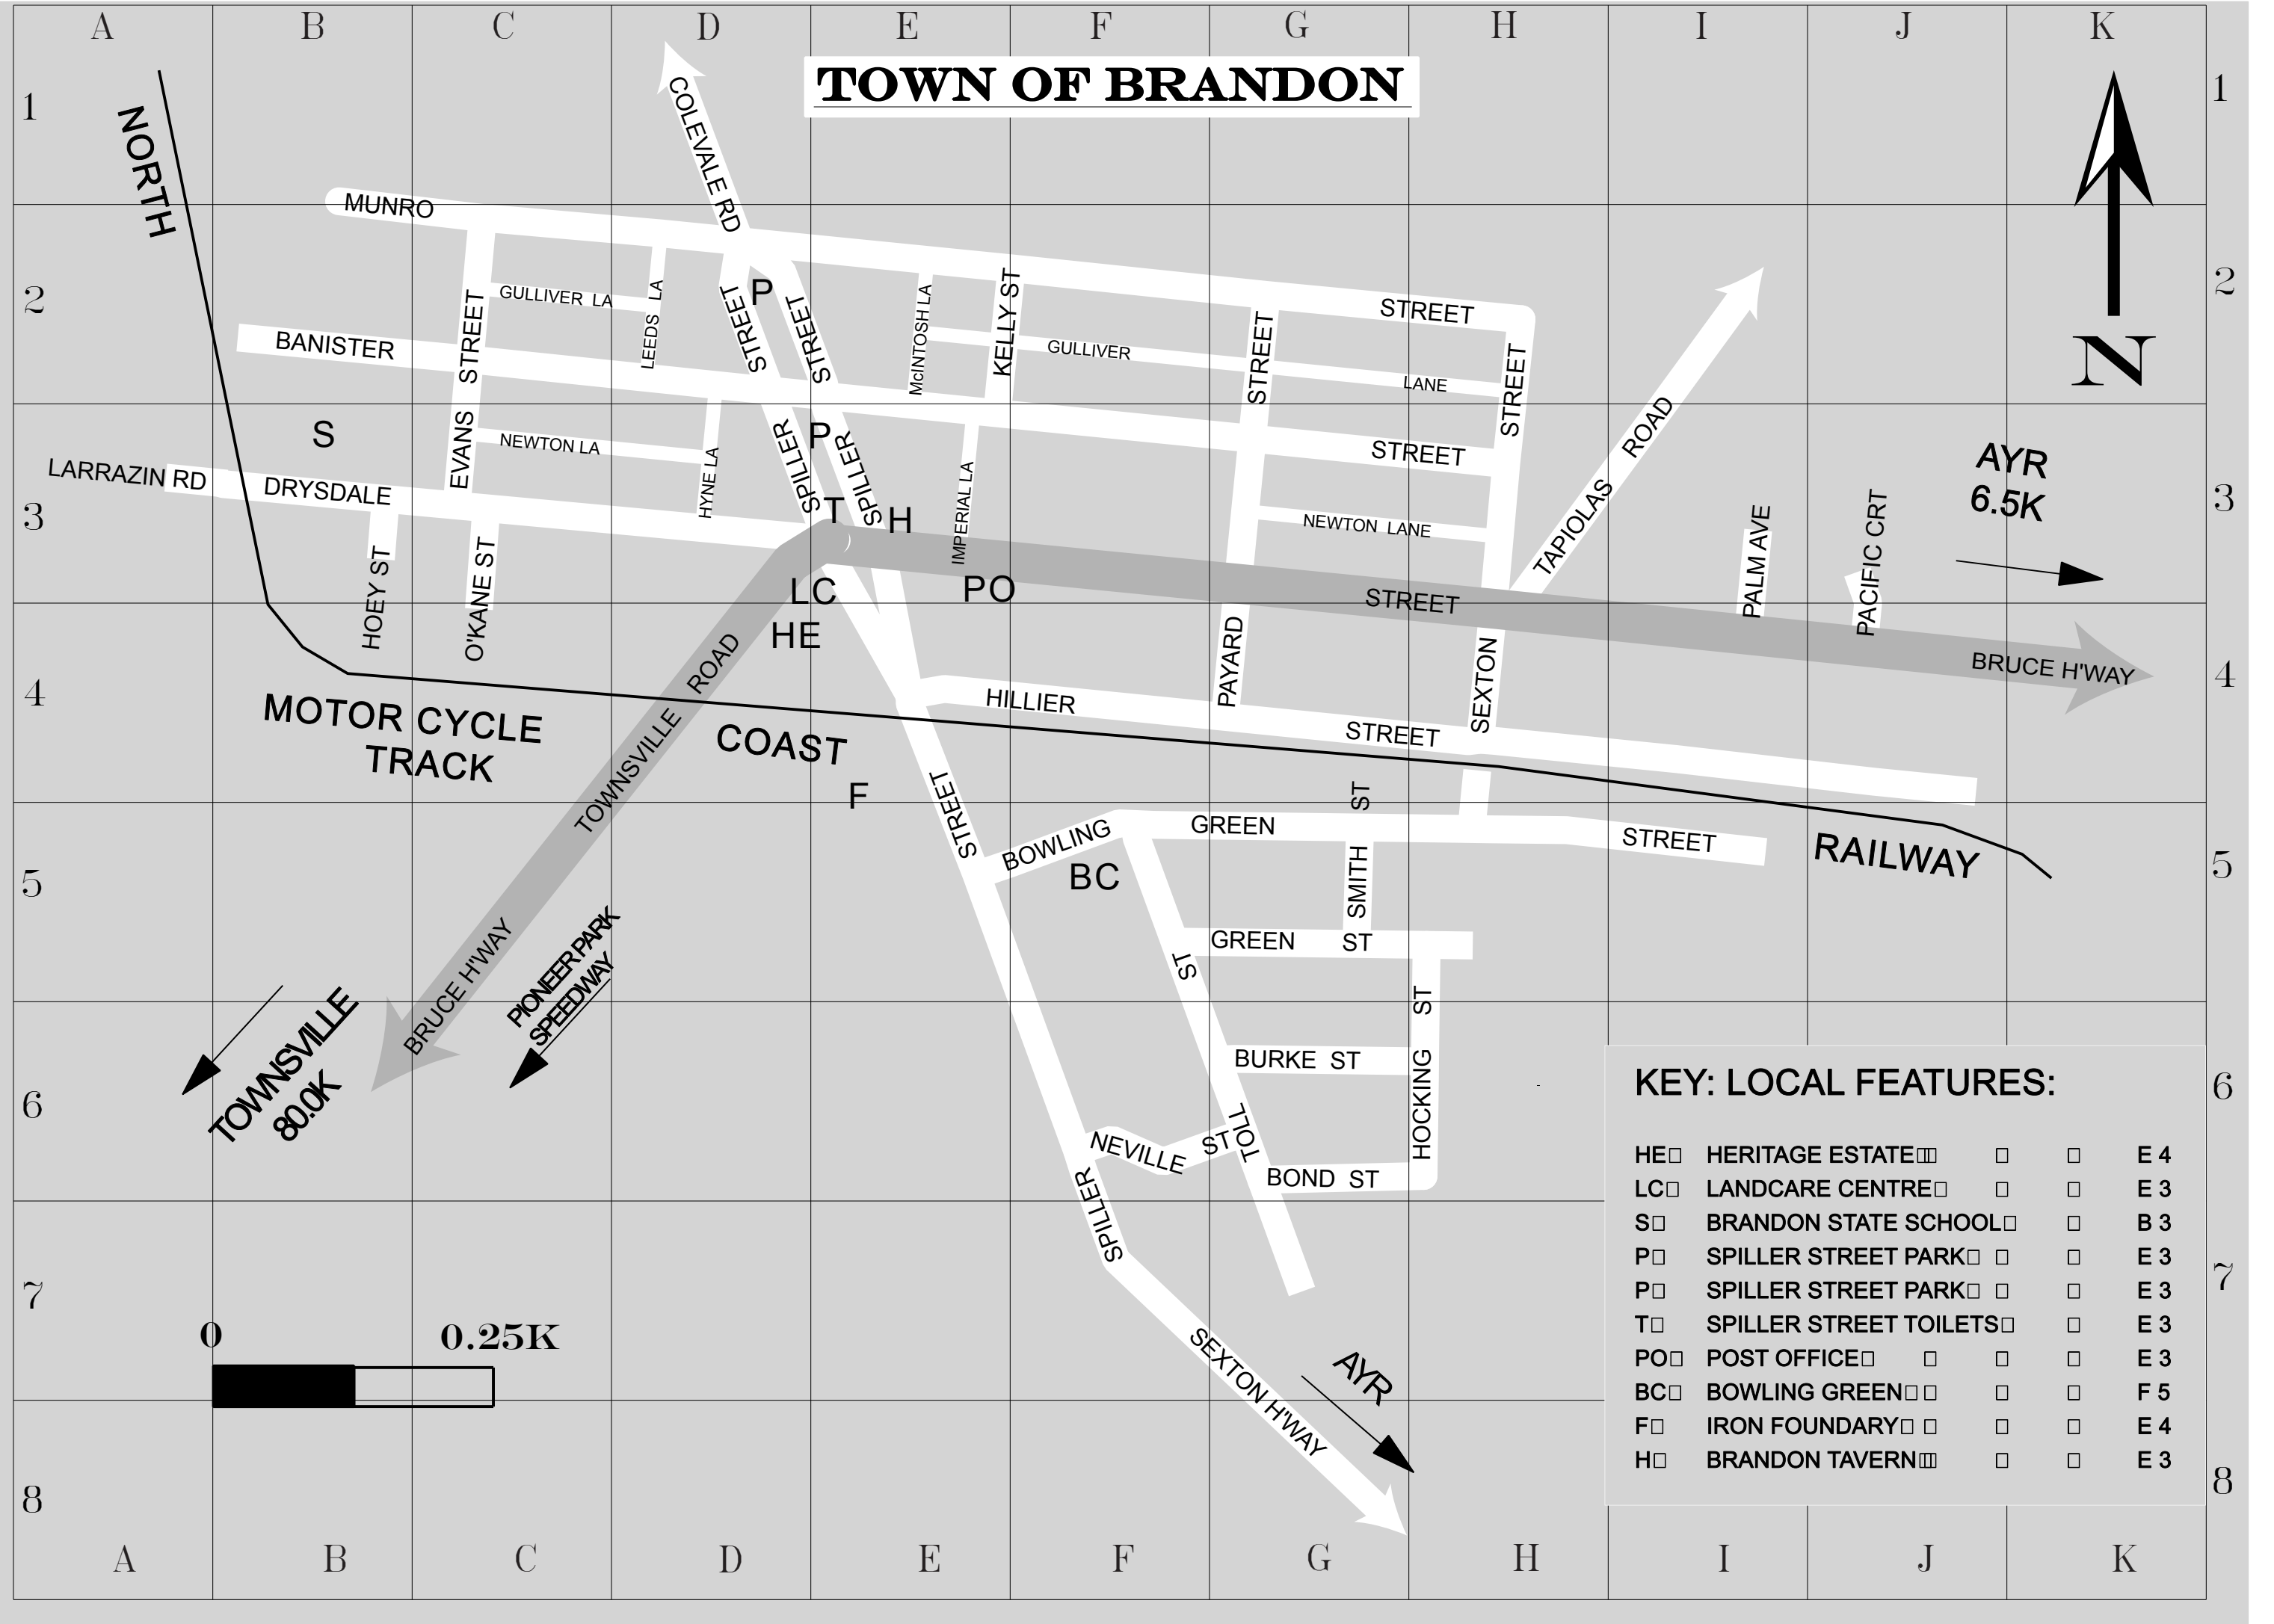 A B C D E F G H I J K
TOWN OF BRANDON
1 1
COLEVALE RD
NORTH
MUNRO
2 2
P
GULLIVER LA
LEEDS LA
STREET
STREET
McINTOSH LA
KELLY ST
GULLIVER
STREET
STREET
LANE
STREET
N
BANISTER
EVANS STREET
S
P
SPILLER
SPILLER
NEWTON LA
HYNE LA
IMPERIAL LA
STREET
ROAD
TAPIOLAS
AYR
6.5K
LARRAZIN RD
DRYSDALE
3 3
T
H
NEWTON LANE
PALM AVE
PACIFIC CRT
HOEY ST
O'KANE ST
LC
PO
STREET
HE
PAYARD
SEXTON
BRUCE H'WAY
4 4
HILLIER
STREET
MOTOR CYCLE
TRACK
ROAD
TOWNSVILLE
COAST
F
STREET
ST
SMITH
BOWLING
GREEN
STREET
RAILWAY
5 5
BC
GREEN ST
ST
BRUCE H'WAY
PIONEER PARK
SPEEDWAY
TOWNSVILLE
80.0K
BURKE ST
HOCKING ST
6 6
NEVILLE ST
TOLL
BOND ST
SPILLER
7 7
0 0.25K
SEXTON H'WAY
AYR
8 8
KEY: LOCAL FEATURES:
HE HERITAGE ESTATE E 4
LC LANDCARE CENTRE E 3
S BRANDON STATE SCHOOL B 3
P SPILLER STREET PARK E 3
P SPILLER STREET PARK E 3
T SPILLER STREET TOILETS E 3
PO POST OFFICE E 3
BC BOWLING GREEN F 5
F IRON FOUNDARY E 4
H BRANDON TAVERN E 3
A B C D E F G H I J K